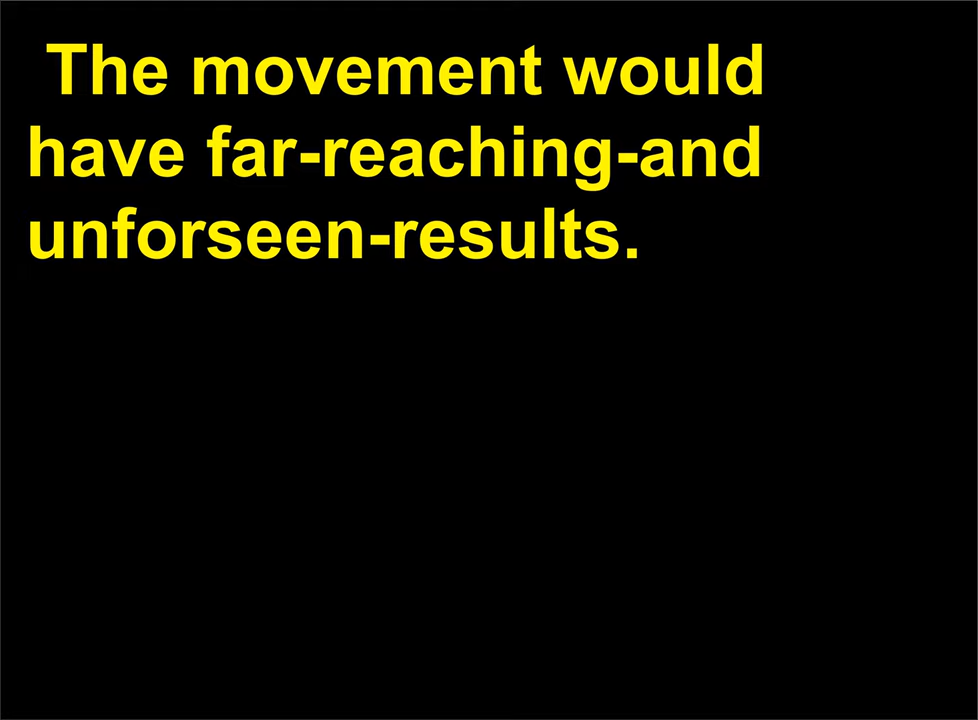 The movement would
have far-reaching-and
unforseen-results.